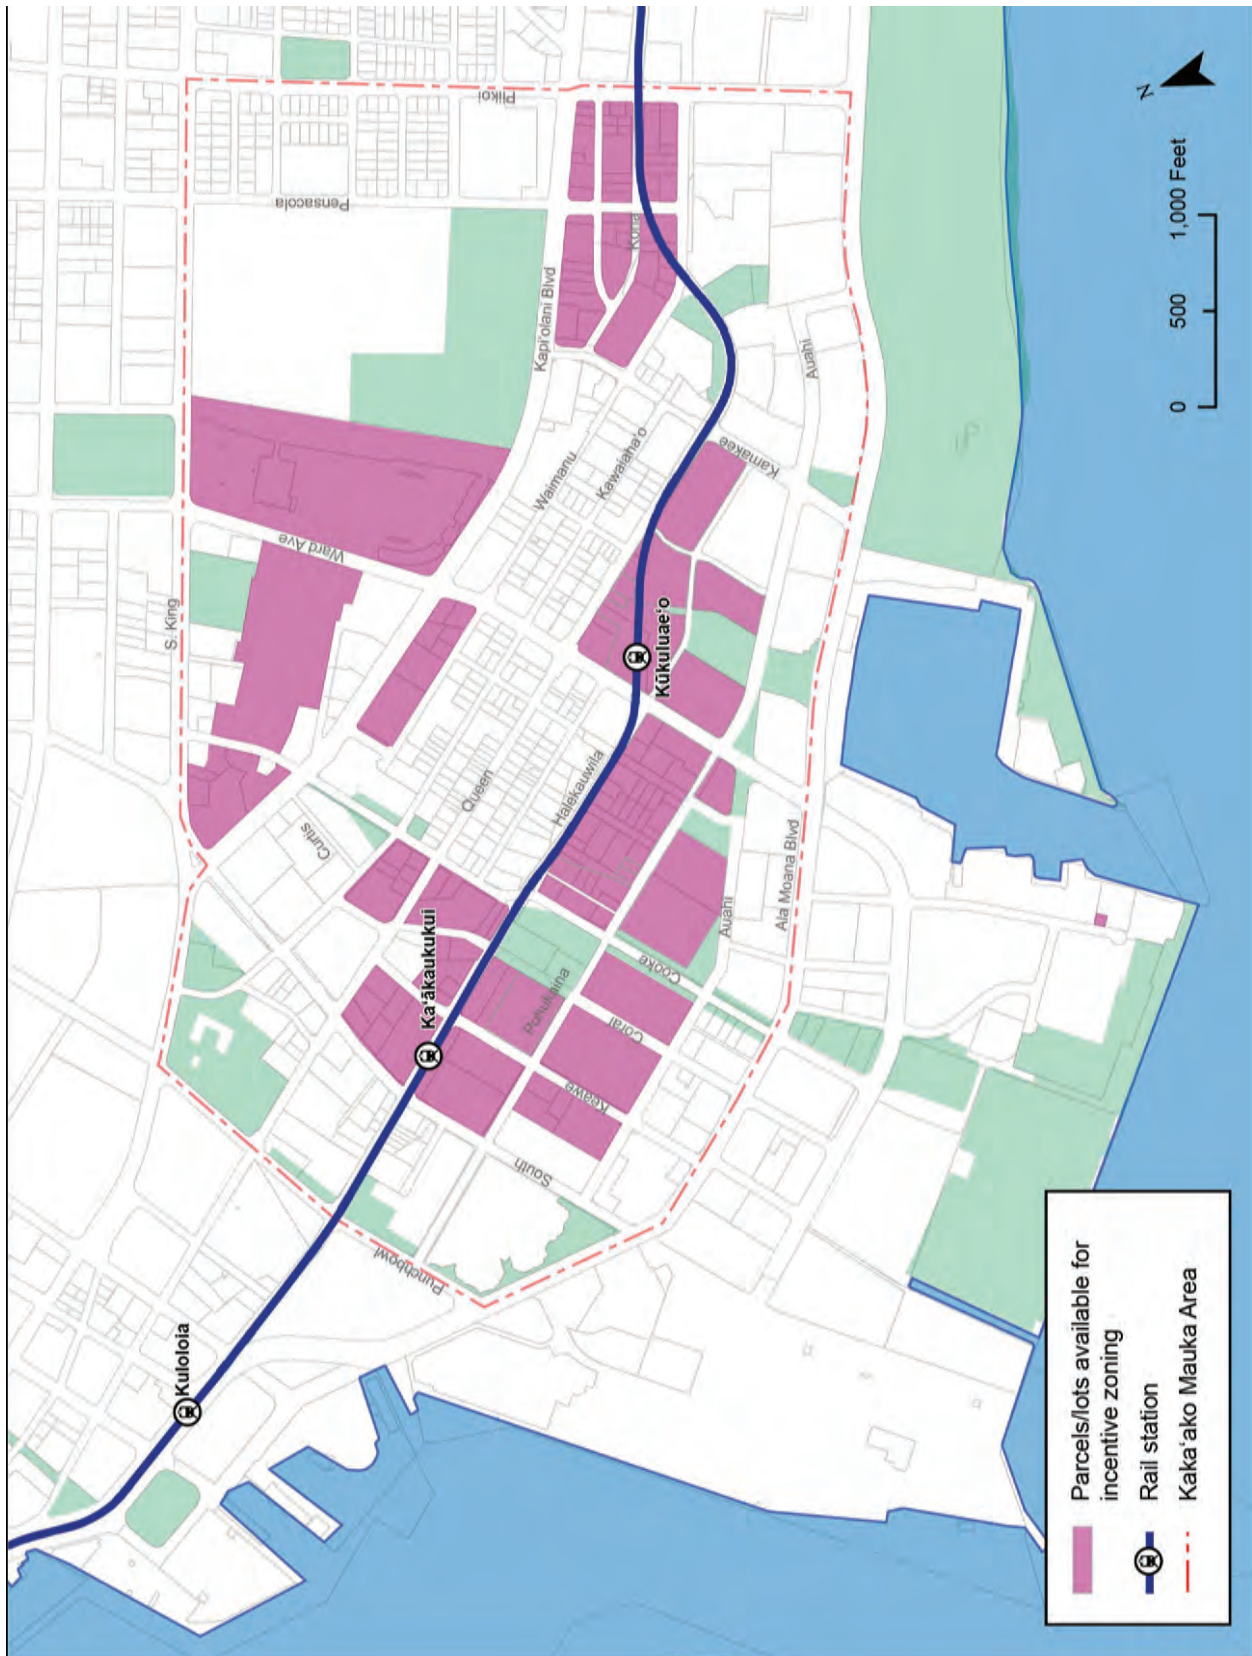 Piikoi
Pensacola
Kona
Kapi‘olani Blvd
Auahi
Waimanu
Kawaiaha‘o
Kamakee
Ward Ave
S. King
Kūkuluae‘o
Queen
Halekauwila
Curtis
Ala Moana Blvd
Auahi
Cooke
Pohukaina
Coral
Keawe
Ka‘ākaukukui
South
Punchbowl
Kuloloia
N
0 500 1,000 Feet
Parcels/lots available for
incentive zoning
Rail station
Kaka‘ako Mauka Area